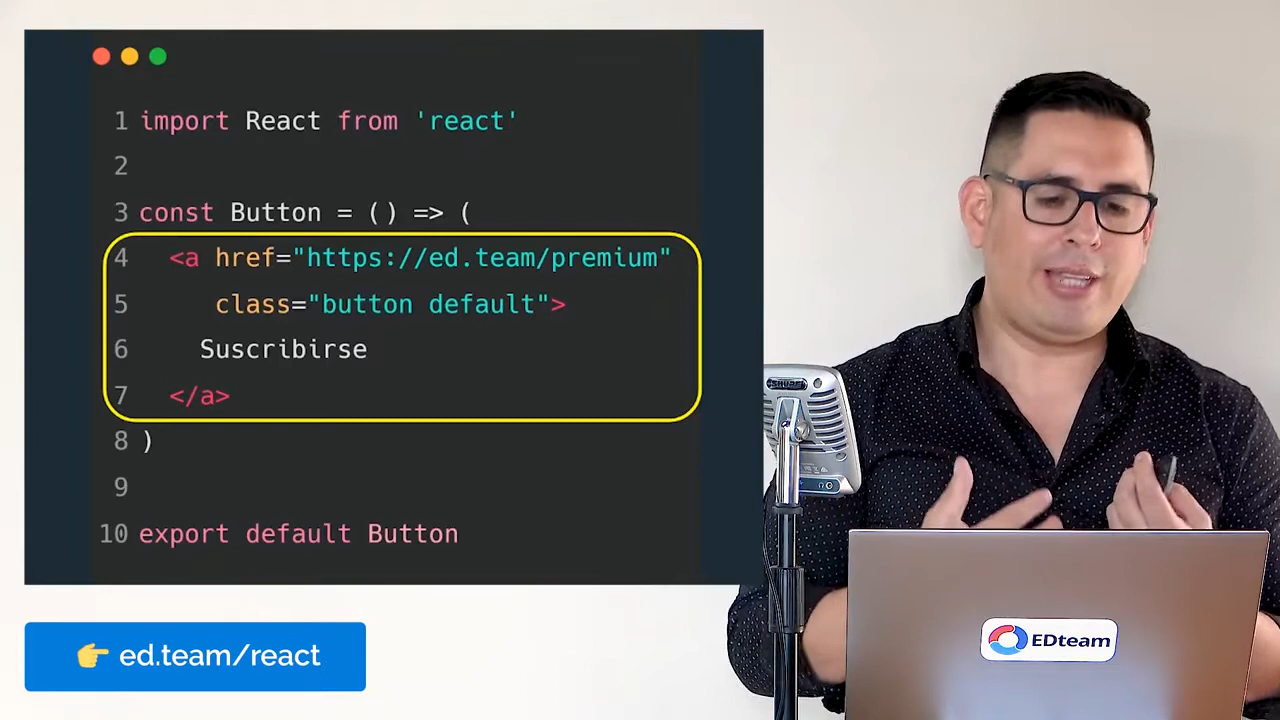 1 import React from 'react'
2
3 const Button = () => (
4 <a href="https://ed.team/premium"
5 class="button default">
6 Suscribirse
7 </a>
8 )
9
10 export default Button
👉 ed.team/react
SHURE
EDteam